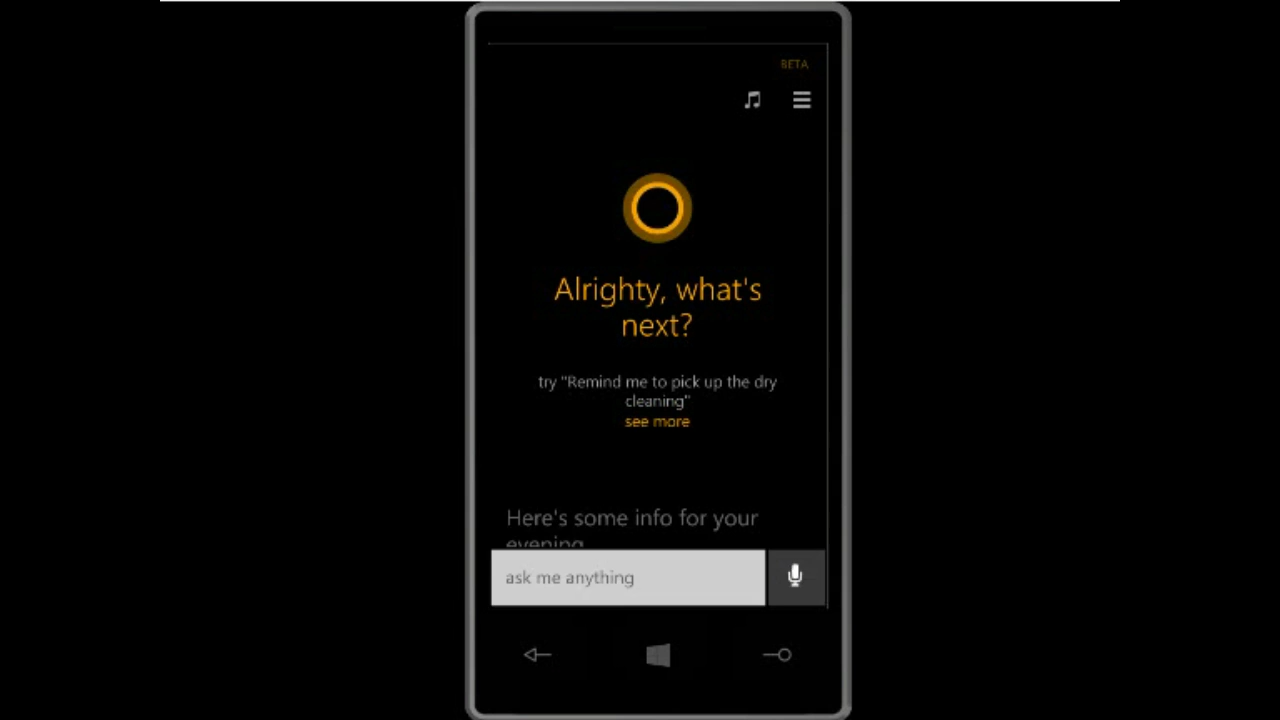 BETA
Alrighty, what's
next?
try "Remind me to pick up the dry
cleaning"
see more
Here's some info for your
evening
ask me anything